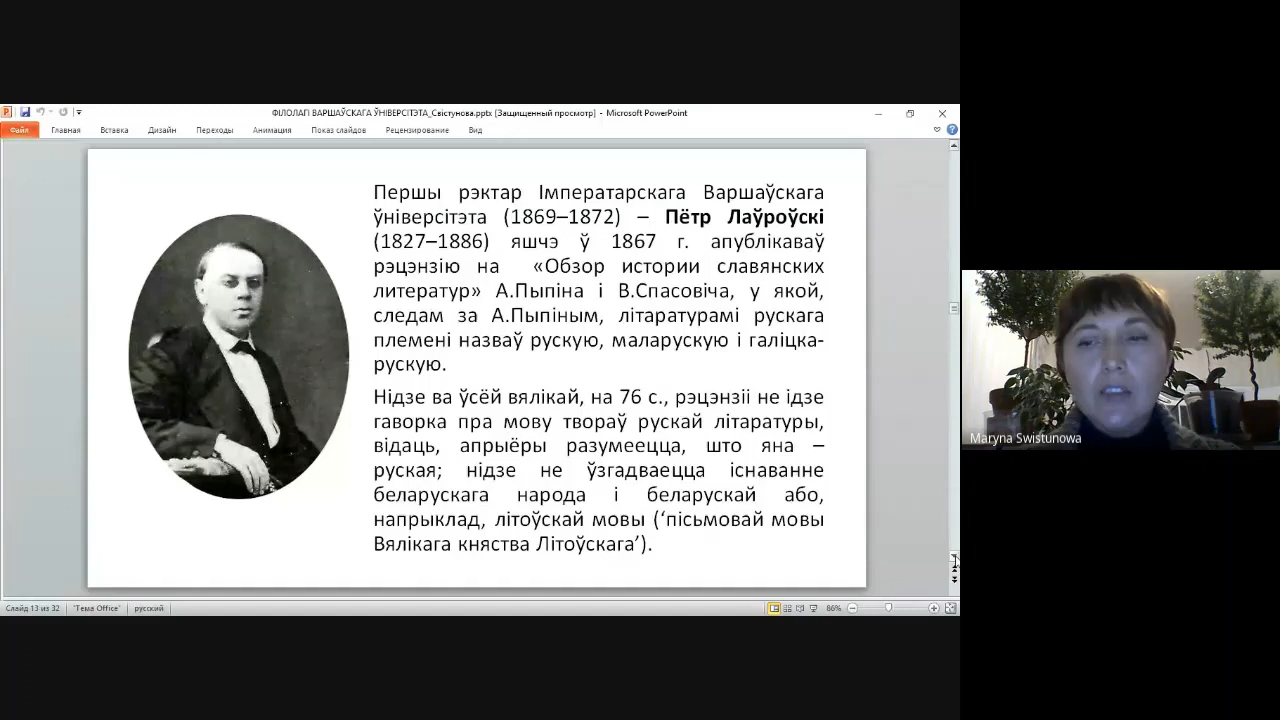 ФІЛОЛАГІ ВАРШАЎСКАГА ЎНІВЕРСІТЭТА_Свістунова.pptx [Защищенный просмотр] - Microsoft PowerPoint
Файл Главная Вставка Дизайн Переходы Анимация Показ слайдов Рецензирование Вид
Першы рэктар Імператарскага Варшаўскага
ўніверсітэта (1869–1872) – Пётр Лаўроўскі
(1827–1886) яшчэ ў 1867 г. апублікаваў
рэцэнзію на «Обзор истории славянских
литератур» А.Пыпіна і В.Спасовіча, у якой,
следам за А.Пыпіным, літаратурамі рускага
племені назваў рускую, маларускую і галіцка-
рускую.
Нідзе ва ўсёй вялікай, на 76 с., рэцэнзіі не ідзе
гаворка пра мову твораў рускай літаратуры,
відаць, апрыёры разумеецца, што яна –
руская; нідзе не ўзгадваецца існаванне
беларускага народа і беларускай або,
напрыклад, літоўскай мовы (‘пісьмовай мовы
Вялікага княства Літоўскага’).
Maryna Swistunowa
Слайд 13 из 32 "Тема Office" русский 86%